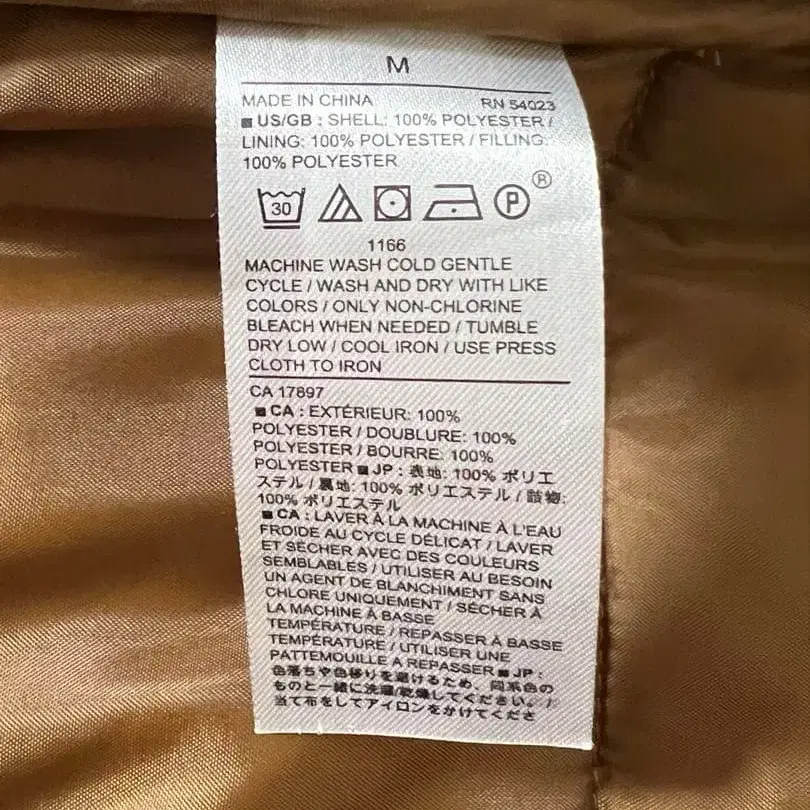 M
MADE IN CHINA RN 54023
■ US/GB : SHELL: 100% POLYESTER /
LINING: 100% POLYESTER / FILLING:
100% POLYESTER
30 P ®
1166
MACHINE WASH COLD GENTLE
CYCLE / WASH AND DRY WITH LIKE
COLORS / ONLY NON-CHLORINE
BLEACH WHEN NEEDED / TUMBLE
DRY LOW / COOL IRON / USE PRESS
CLOTH TO IRON
CA 17897
■ CA : EXTÉRIEUR: 100%
POLYESTER / DOUBLURE: 100%
POLYESTER / BOURRE: 100%
POLYESTER ■ JP : 表地: 100% ポリエ
ステル / 裏地: 100% ポリエステル / 詰物:
100% ポリエステル
■ CA : LAVER À LA MACHINE À L'EAU
FROIDE AU CYCLE DÉLICAT / LAVER
ET SÉCHER AVEC DES COULEURS
SEMBLABLES / UTILISER AU BESOIN
UN AGENT DE BLANCHIMENT SANS
CHLORE UNIQUEMENT / SÉCHER À
LA MACHINE À BASSE
TEMPÉRATURE / REPASSER À BASSE
TEMPÉRATURE / UTILISER UNE
PATTEMOUILLE A REPASSER ■ JP :
色落ちや色移りを避けるため、同系色の
ものと一緒に洗濯/乾燥してください。 /
当て布をしてアイロンをかけてくださ